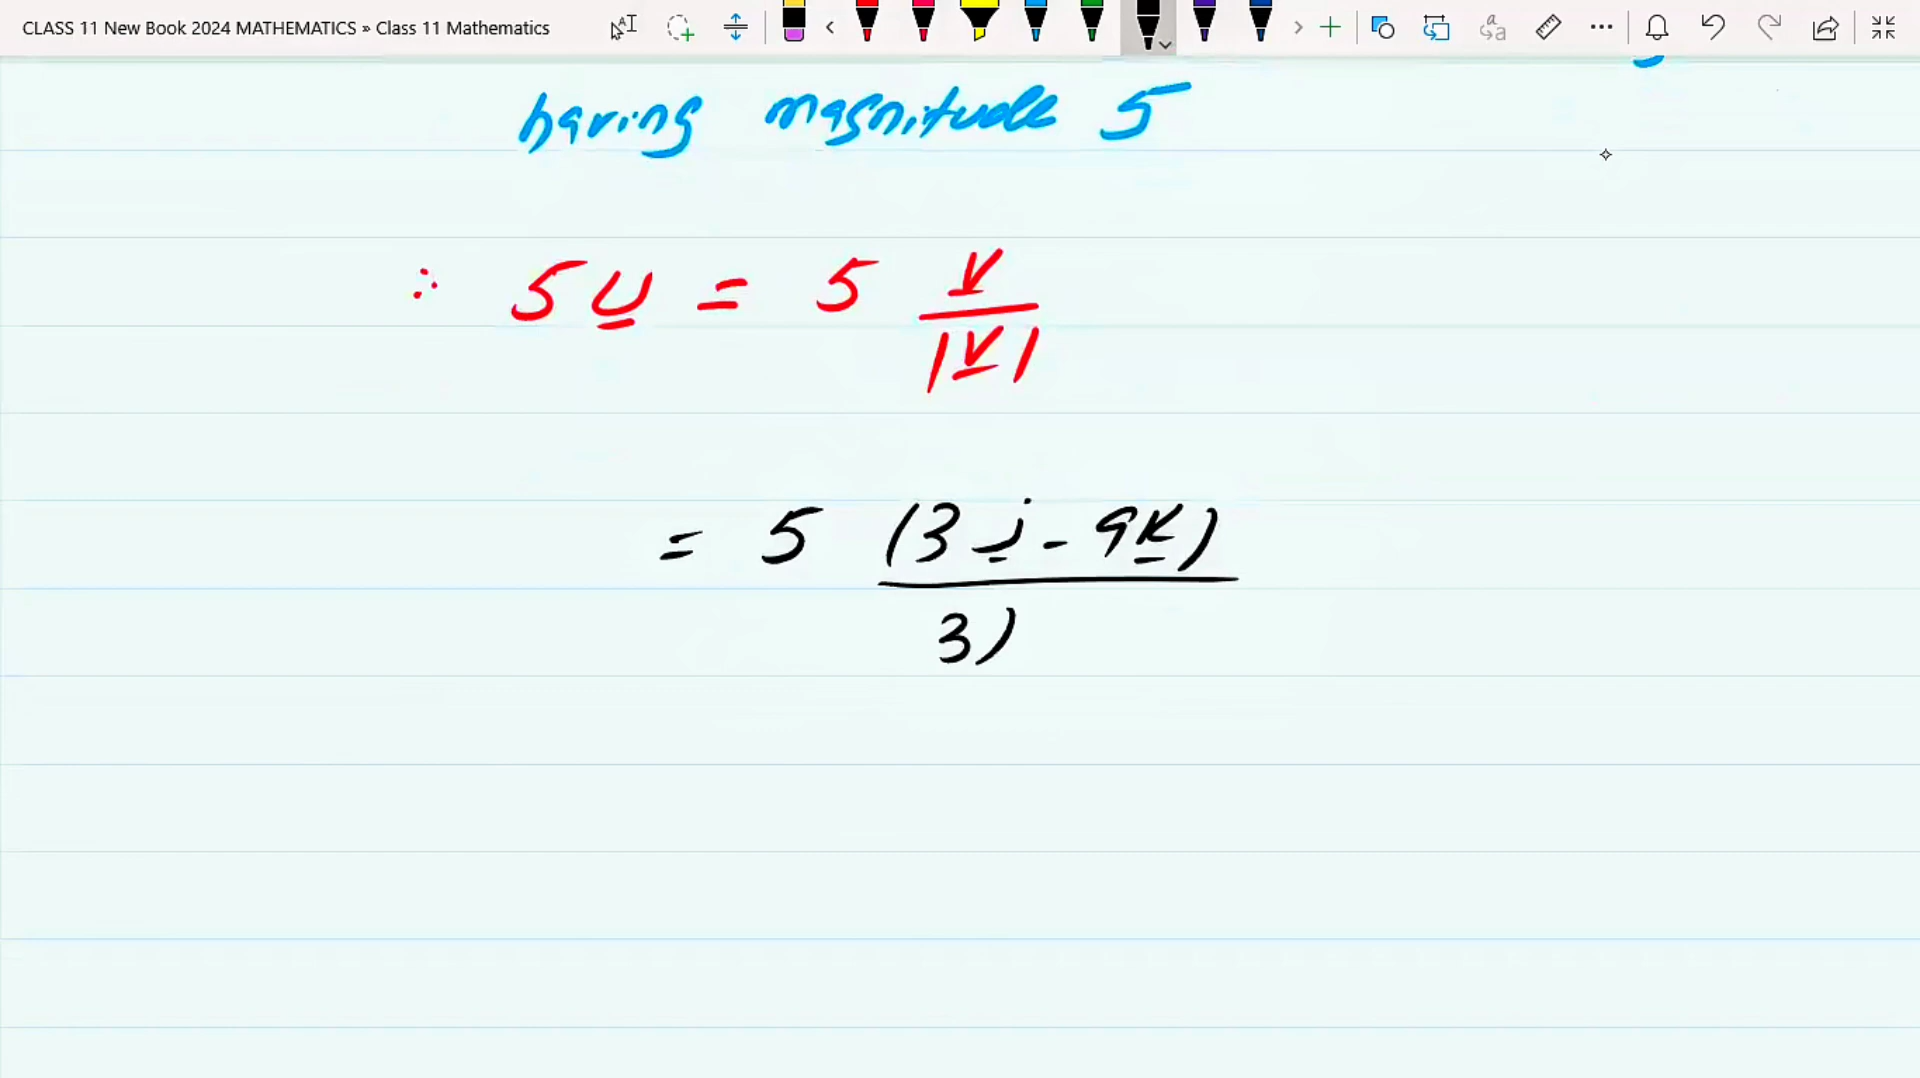 CLASS 11 New Book 2024 MATHEMATICS » Class 11 Mathematics
having magnitude 5
∴ 5u = 5 v/|v|
= 5 (3j - 9k)/3)